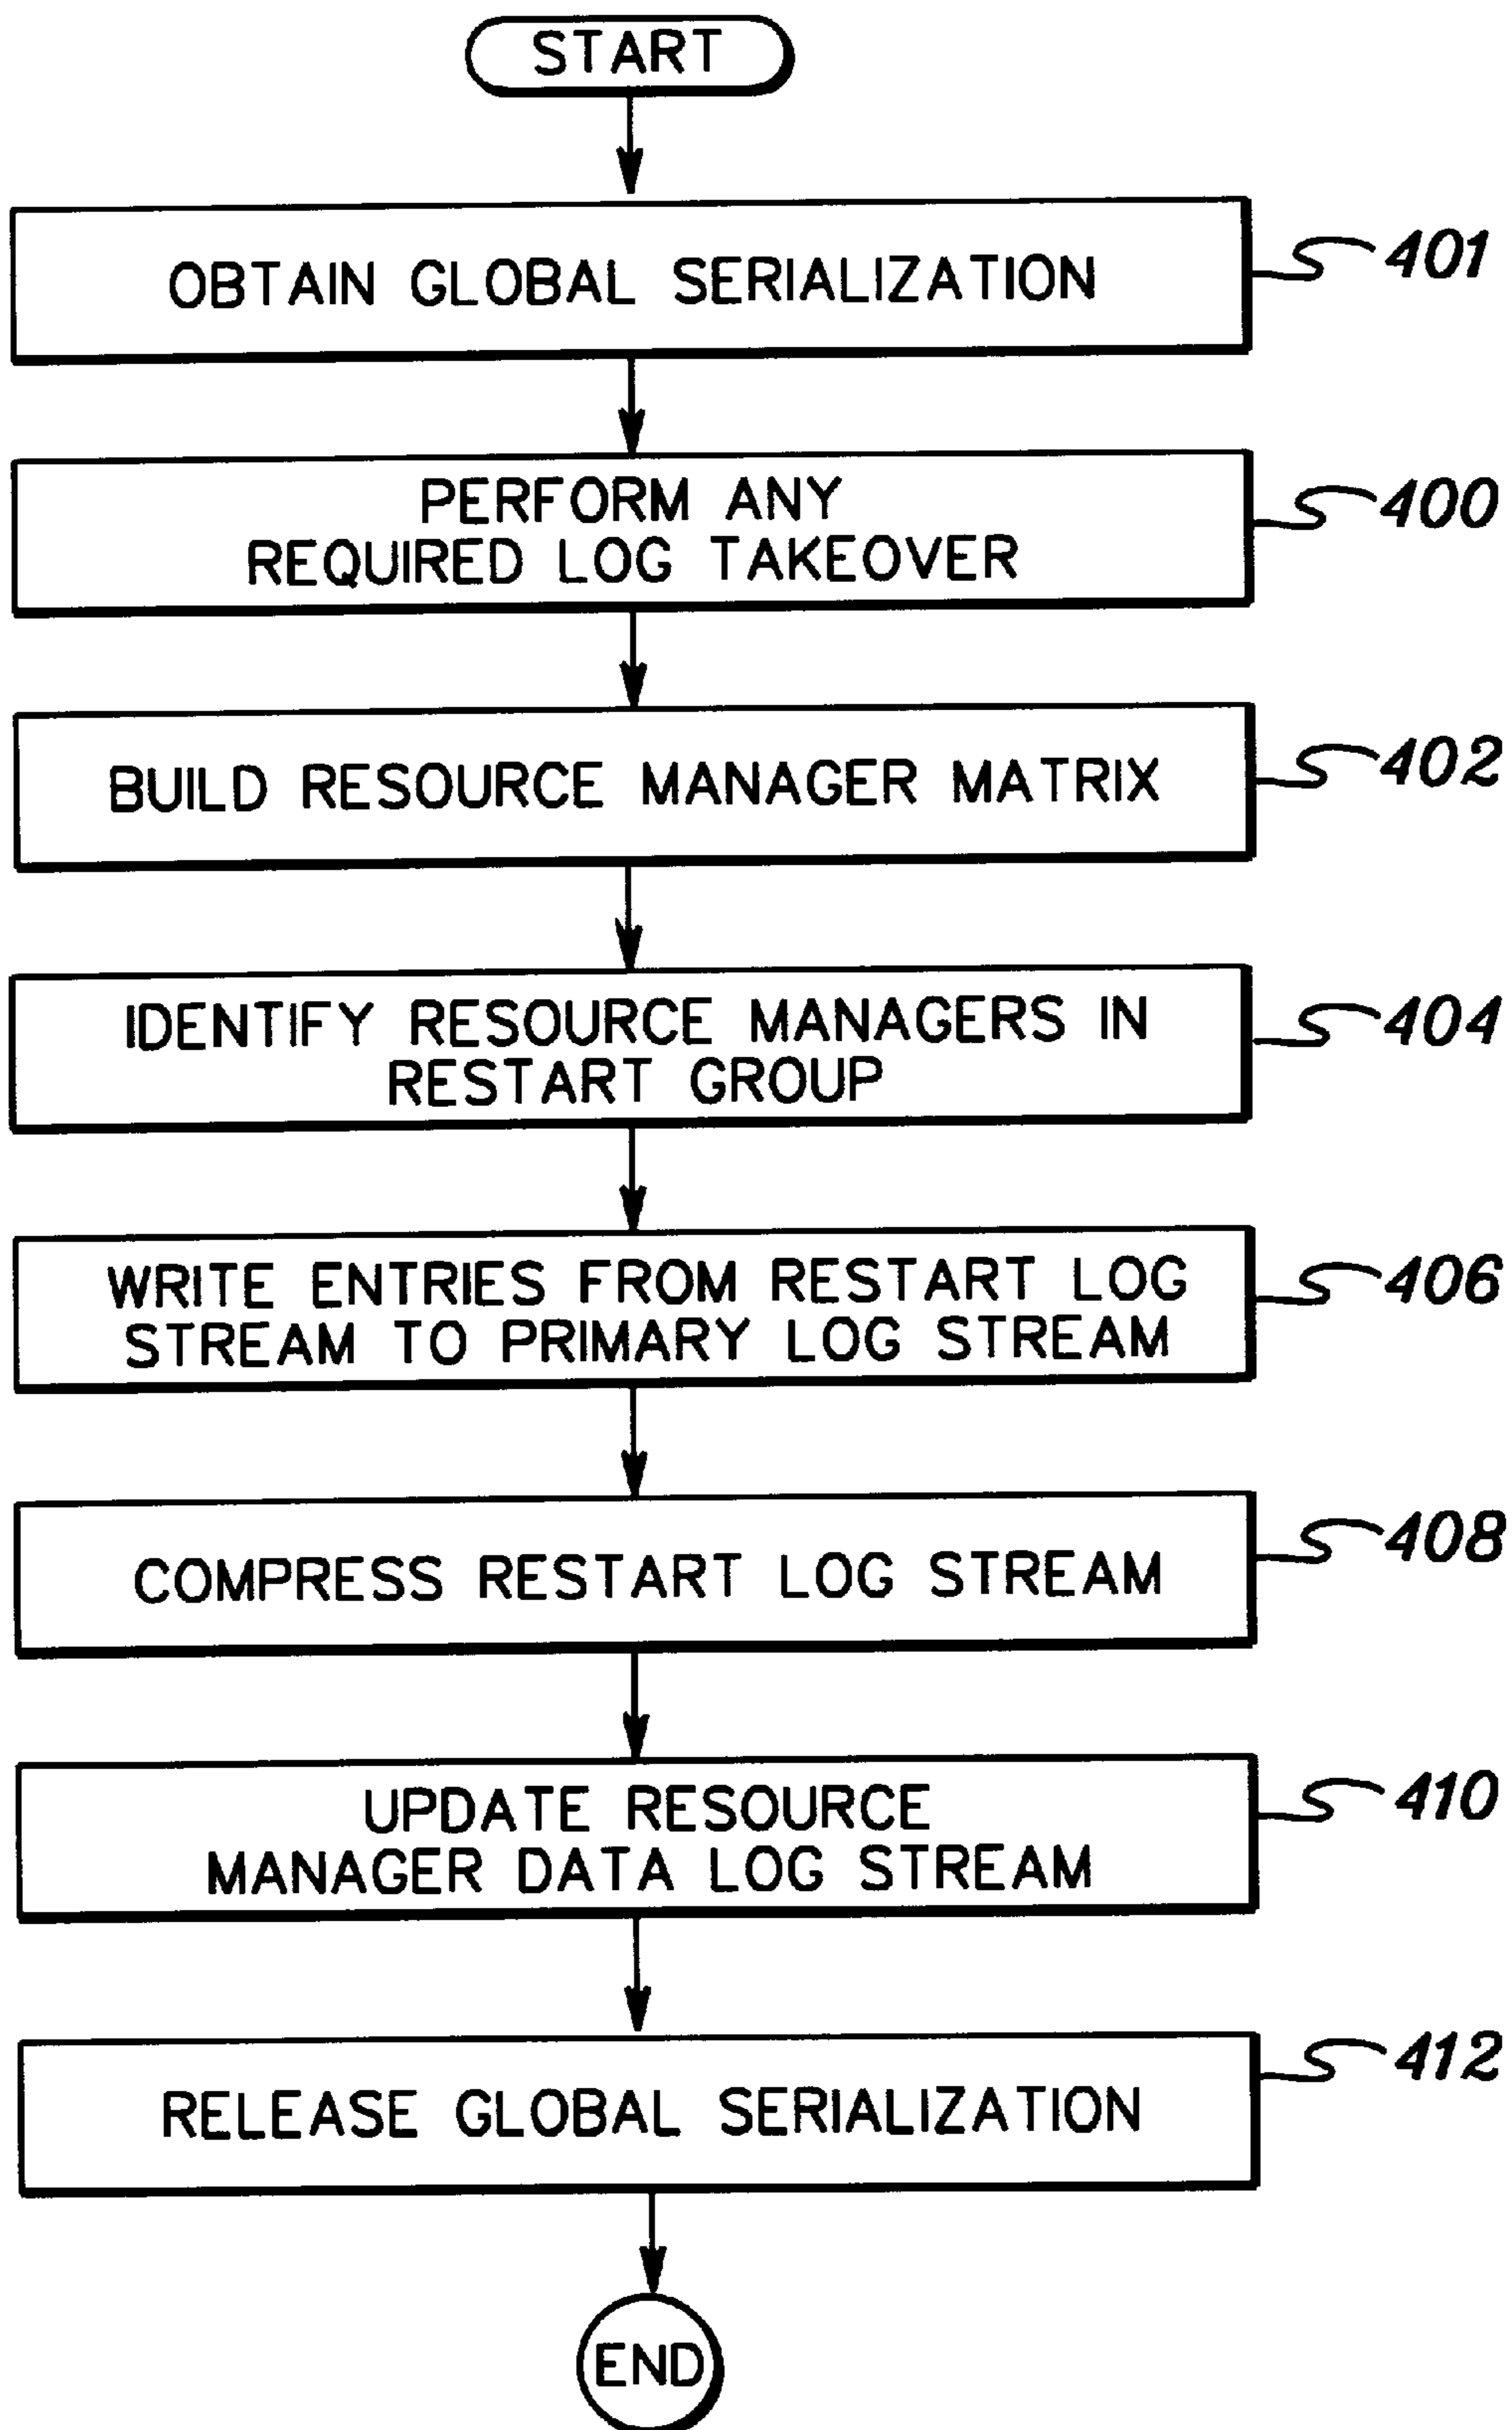 START
OBTAIN GLOBAL SERIALIZATION
401
PERFORM ANY
REQUIRED LOG TAKEOVER
400
BUILD RESOURCE MANAGER MATRIX
402
IDENTIFY RESOURCE MANAGERS IN
RESTART GROUP
404
WRITE ENTRIES FROM RESTART LOG
STREAM TO PRIMARY LOG STREAM
406
COMPRESS RESTART LOG STREAM
408
UPDATE RESOURCE
MANAGER DATA LOG STREAM
410
RELEASE GLOBAL SERIALIZATION
412
END